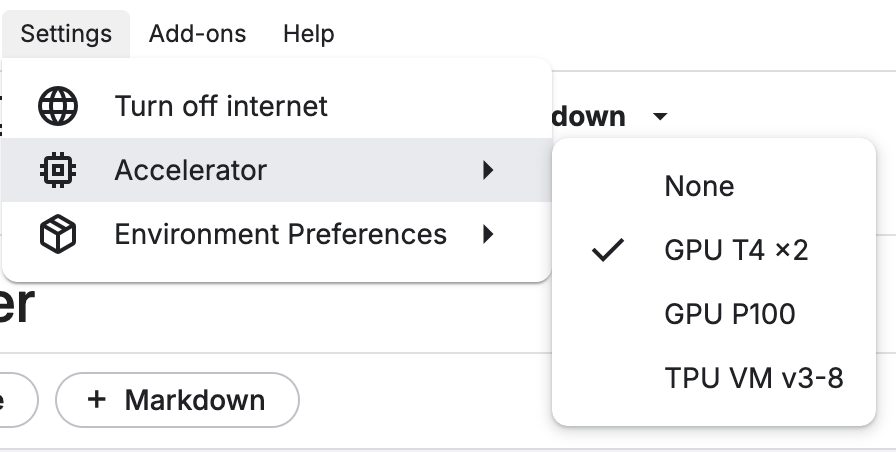 Settings Add-ons Help
Turn off internet
down
Accelerator
None
Environment Preferences
GPU T4 ×2
GPU P100
er
TPU VM v3-8
e
+ Markdown